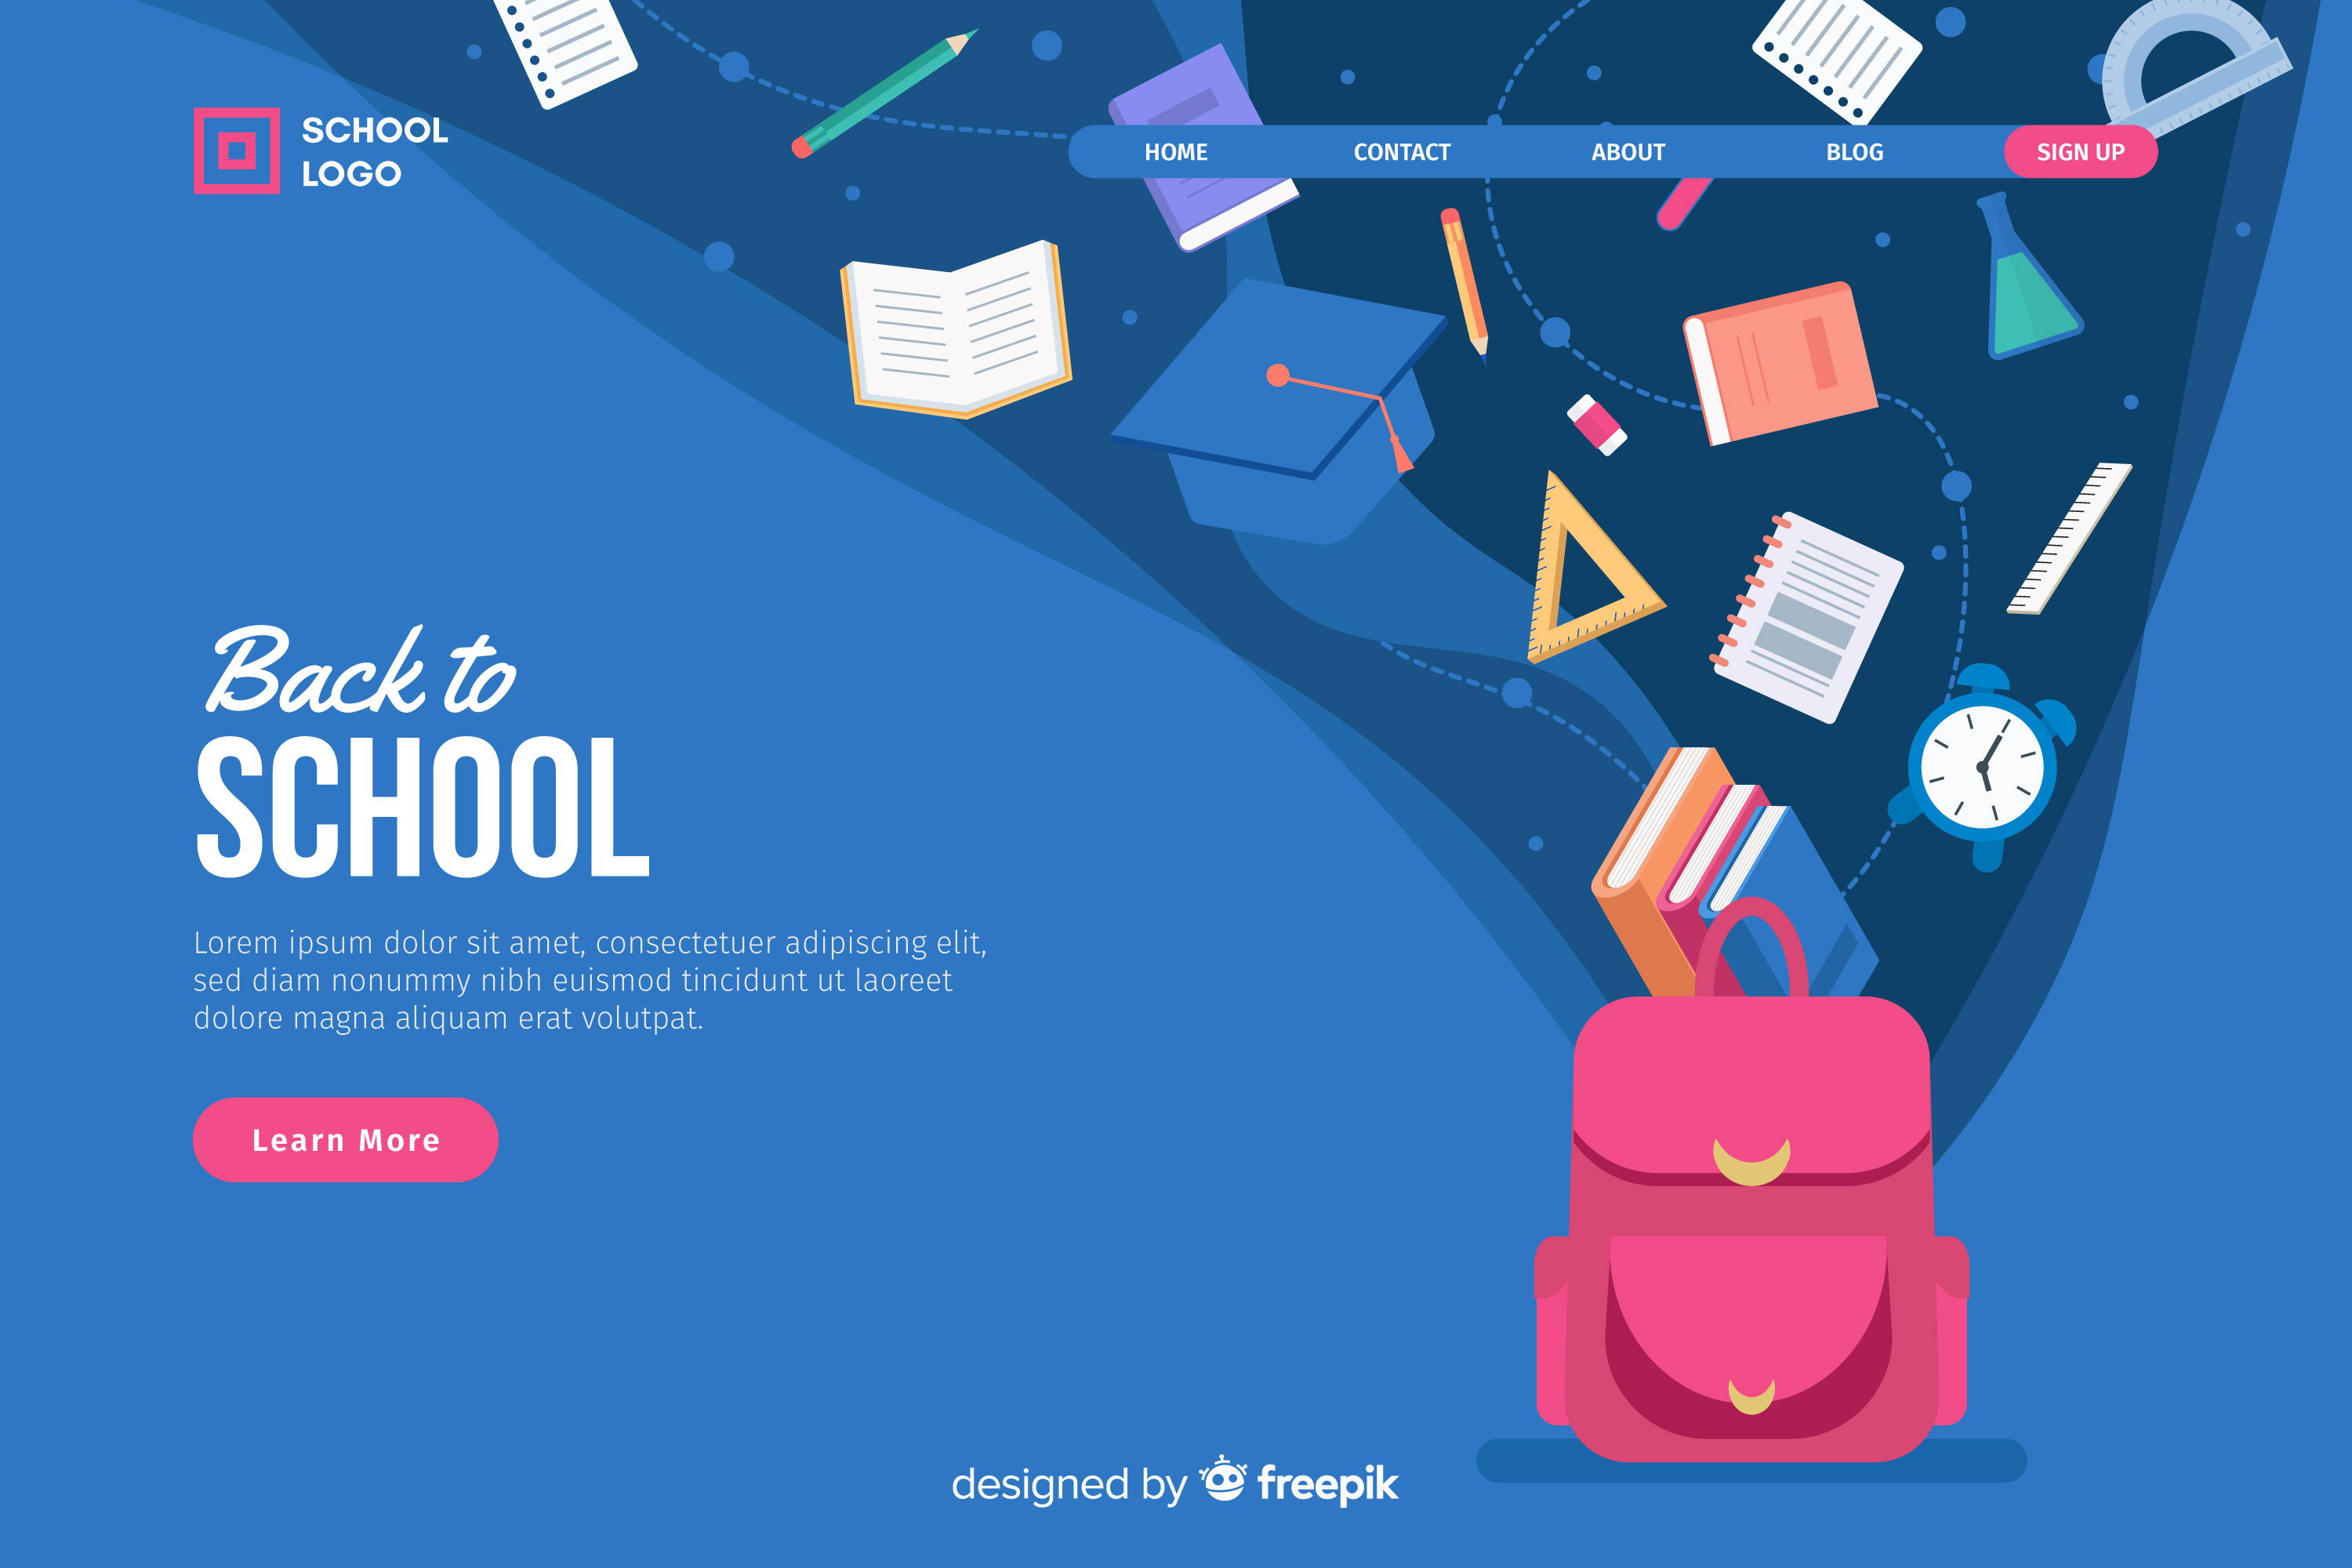 SCHOOL
LOGO
HOME CONTACT ABOUT BLOG SIGN UP
Back to
SCHOOL
Lorem ipsum dolor sit amet, consectetuer adipiscing elit,
sed diam nonummy nibh euismod tincidunt ut laoreet
dolore magna aliquam erat volutpat.
Learn More
designed by freepik